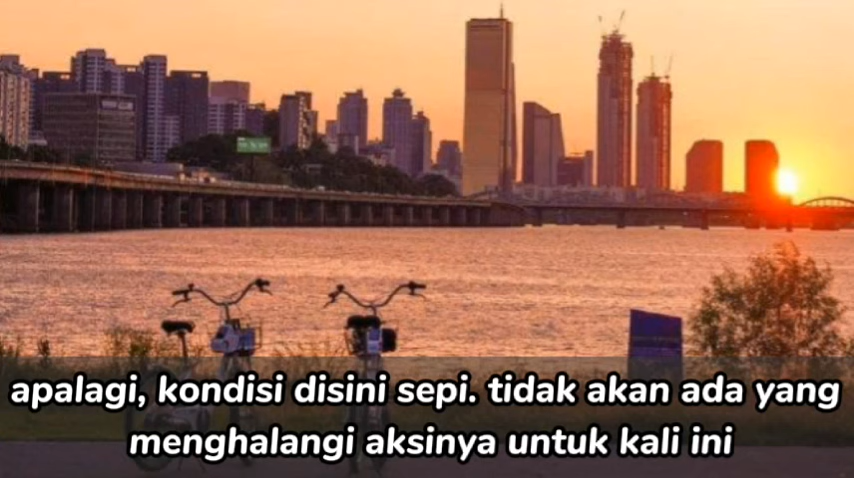 apalagi, kondisi disini sepi. tidak akan ada yang
menghalangi aksinya untuk kali ini